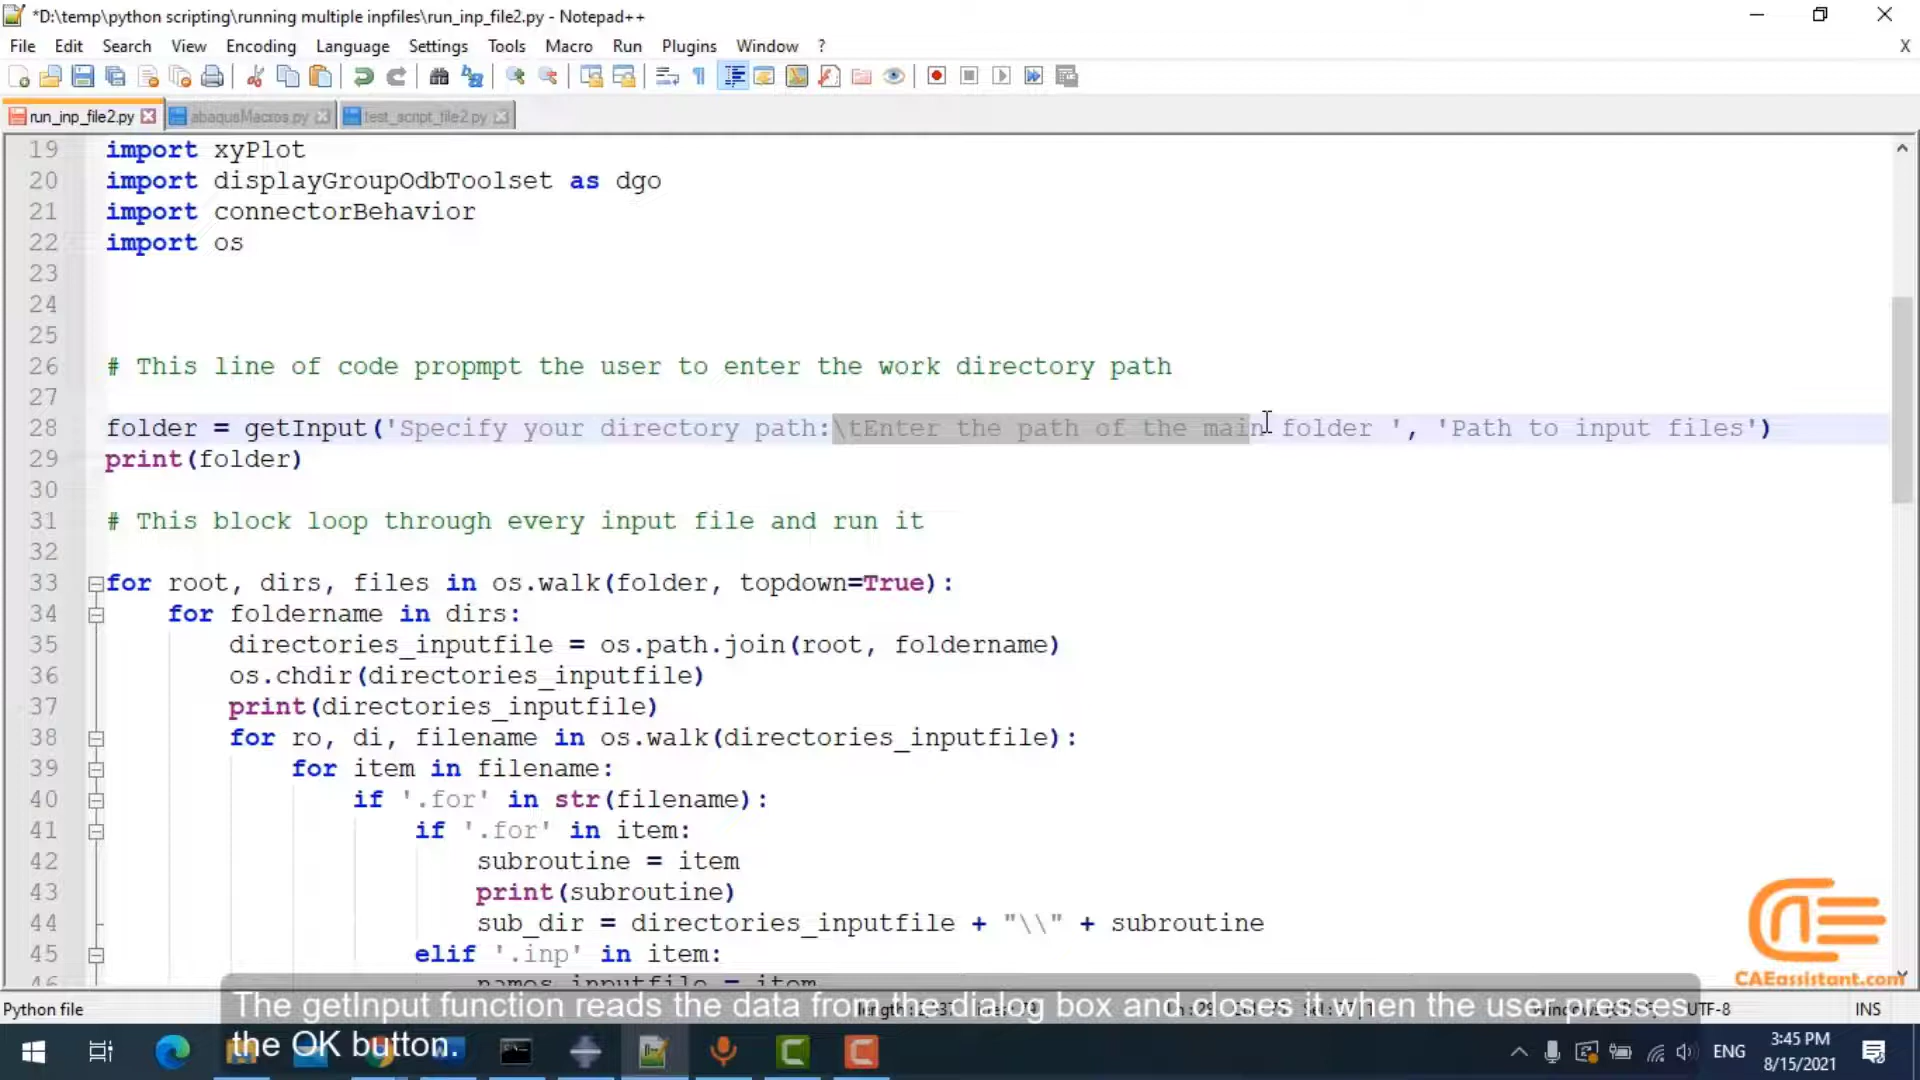 *D:\temp\python scripting\running multiple inpfiles\run_inp_file2.py - Notepad++
File Edit Search View Encoding Language Settings Tools Macro Run Plugins Window ? X
run_inp_file2.py abaqusMacros.py test_script_file2.py
19 import xyPlot
20 import displayGroupOdbToolset as dgo
21 import connectorBehavior
22 import os
23
24
25
26 # This line of code propmpt the user to enter the work directory path
27
28 folder = getInput('Specify your directory path:\tEnter the path of the main folder ', 'Path to input files')
29 print(folder)
30
31 # This block loop through every input file and run it
32
33 for root, dirs, files in os.walk(folder, topdown=True):
34 for foldername in dirs:
35 directories_inputfile = os.path.join(root, foldername)
36 os.chdir(directories_inputfile)
37 print(directories_inputfile)
38 for ro, di, filename in os.walk(directories_inputfile):
39 for item in filename:
40 if '.for' in str(filename):
41 if '.for' in item:
42 subroutine = item
43 print(subroutine)
44 sub_dir = directories_inputfile + "\\" + subroutine
45 elif '.inp' in item:
46 names_inputfile = item
CAEassistant.com
Python file UTF-8 INS
The getInput function reads the data from the dialog box and closes it when the user presses
the OK button.
ENG 3:45 PM
8/15/2021